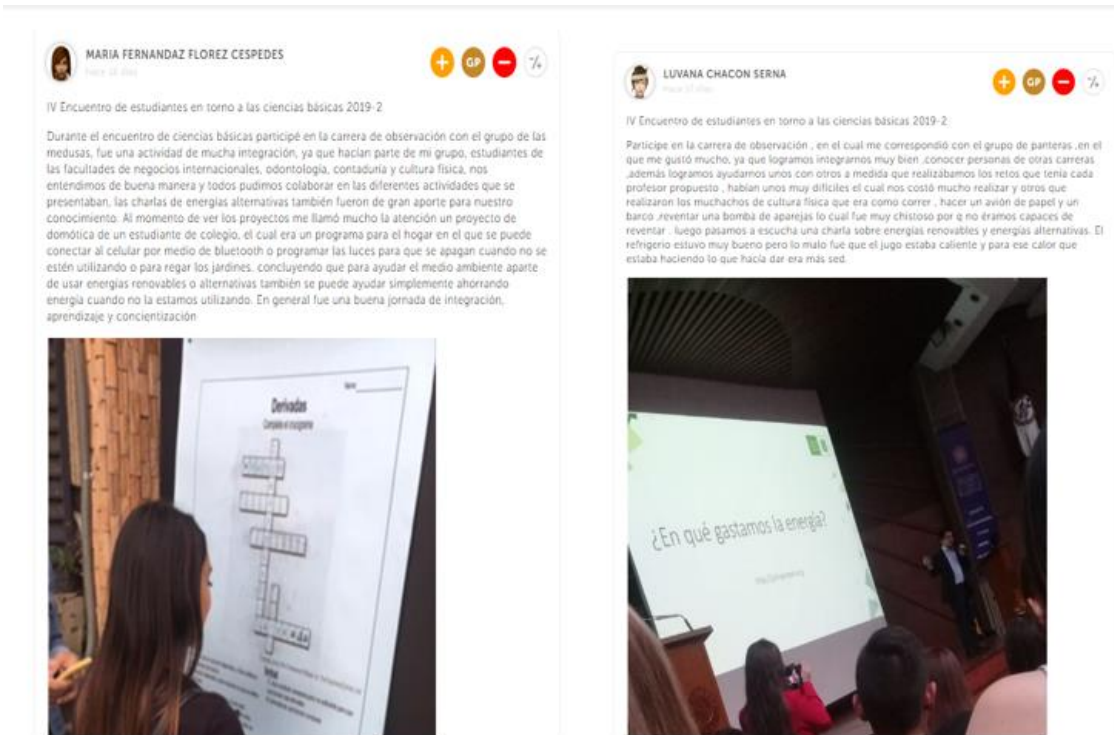 MARIA FERNANDAZ FLOREZ CESPEDES
GP
IV Encuentro de estudiantes en torno a las ciencias básicas 2019-2
Durante el encuentro de ciencias básicas participé en la carrera de observación con el grupo de las
medusas, fue una actividad de mucha integración, ya que hacían parte de mi grupo, estudiantes de
las facultades de negocios internacionales, odontología, contaduría y cultura física, nos
entendimos de buena manera y todos pudimos colaborar en las diferentes actividades que se
presentaban, las charlas de energías alternativas también fueron de gran aporte para nuestro
conocimiento. Al momento de ver los proyectos me llamó mucho la atención un proyecto de
domótica de un estudiante de colegio, el cual era un programa para el hogar en el que se puede
conectar al celular por medio de bluetooth o programar las luces para que se apagan cuando no se
estén utilizando o para regar los jardines. concluyendo que para ayudar el medio ambiente aparte
de usar energías renovables o alternativas también se puede ayudar simplemente ahorrando
energía cuando no la estamos utilizando. En general fue una buena jornada de integración,
aprendizaje y concientización
Derivadas
Complete el crucigrama
Vertical
LUVANA CHACON SERNA
GP
IV Encuentro de estudiantes en torno a las ciencias básicas 2019-2
Participe en la carrera de observación , en el cual me correspondió con el grupo de panteras ,en el
que me gustó mucho, ya que logramos integrarnos muy bien ,conocer personas de otras carreras
,además logramos ayudarnos unos con otros a medida que realizábamos los retos que tenía cada
profesor propuesto , habían unos muy difíciles el cual nos costó mucho realizar y otros que
realizaron los muchachos de cultura física que era como correr , hacer un avión de papel y un
barco ,reventar una bomba de aparejas lo cual fue muy chistoso por q no éramos capaces de
reventar . luego pasamos a escucha una charla sobre energías renovables y energías alternativas. El
refrigerio estuvo muy bueno pero lo malo fue que el jugo estaba caliente y para ese calor que
estaba haciendo lo que hacía dar era más sed.
¿En qué gastamos la energía?